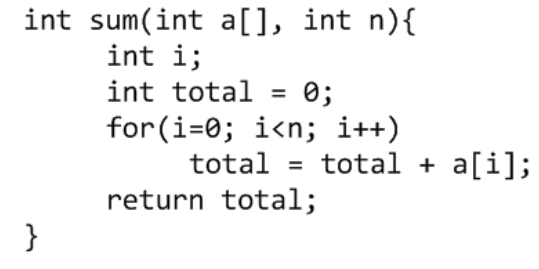 int sum(int a[], int n){
int i;
int total = 0;
for(i=0; i<n; i++)
total = total + a[i];
return total;
}